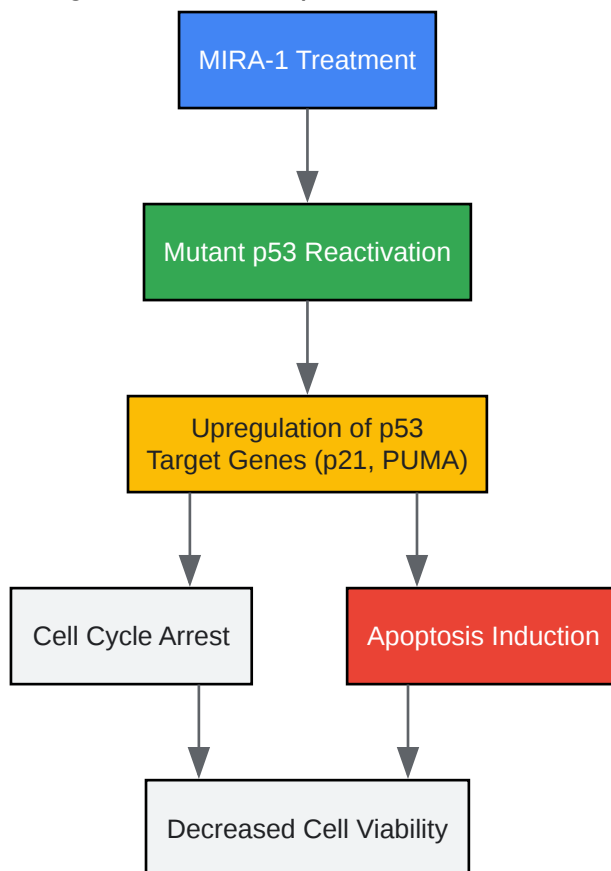 MIRA-1 Treatment
Mutant p53 Reactivation
Upregulation of p53
Target Genes (p21, PUMA)
Cell Cycle Arrest
Apoptosis Induction
Decreased Cell Viability